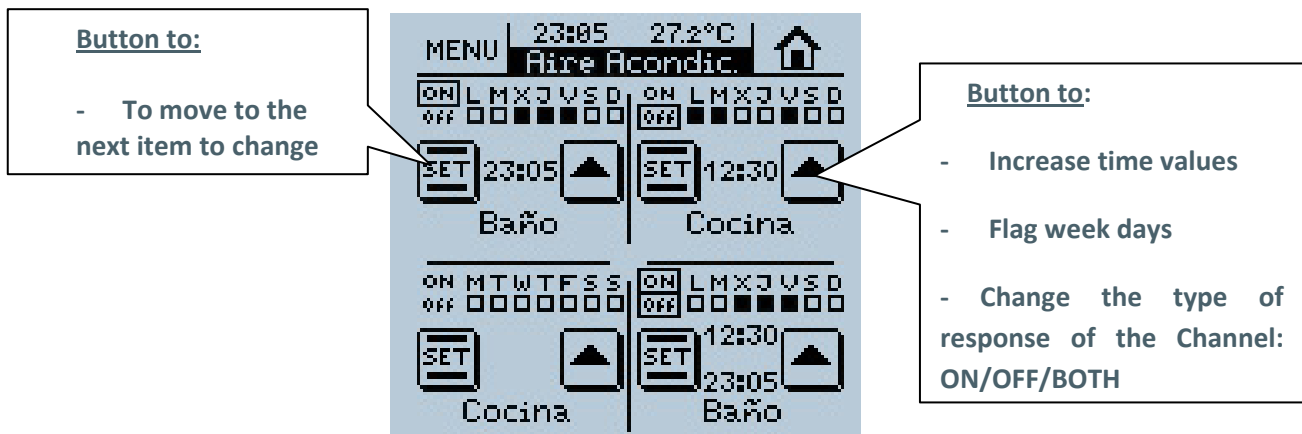 Button to:
- To move to the
next item to change
MENU
23:05 27.2°C
Aire Acondic.
ON L M X J V S D
OFF
SET 23:05
Baño
ON L M X J V S D
OFF
SET 12:30
Cocina
ON M T W T F S S
OFF
SET
Cocina
ON L M X J V S D
OFF
12:30
SET
23:05
Baño
Button to:
- Increase time values
- Flag week days
- Change the type of
response of the Channel:
ON/OFF/BOTH